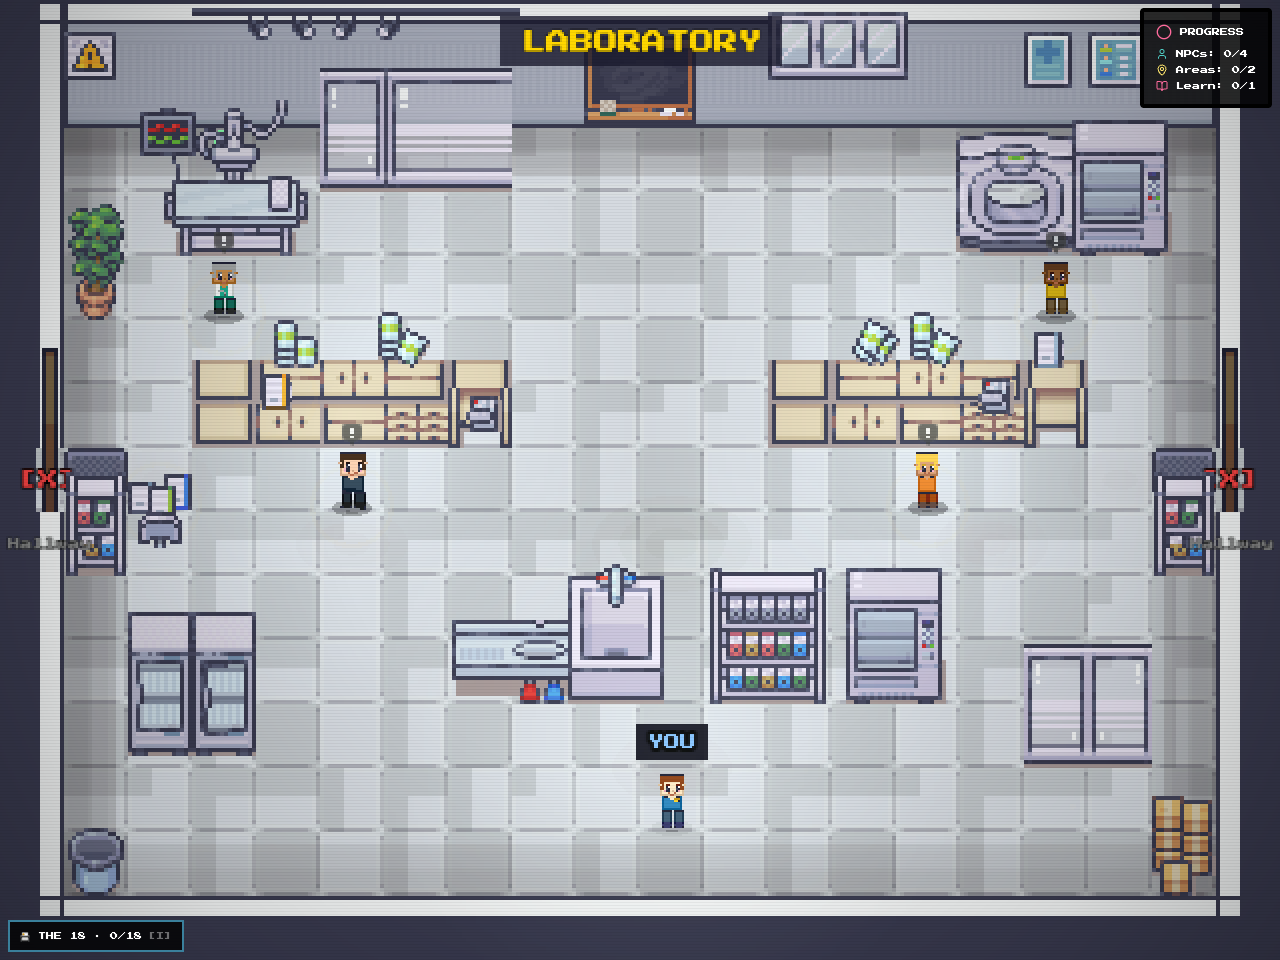 LABORATORY
PROGRESS
NPCs: 0/4
Areas: 0/2
Learn: 0/1
[X]
[X]
Hallway
Hallway
YOU
THE 18 · 0/18 [I]